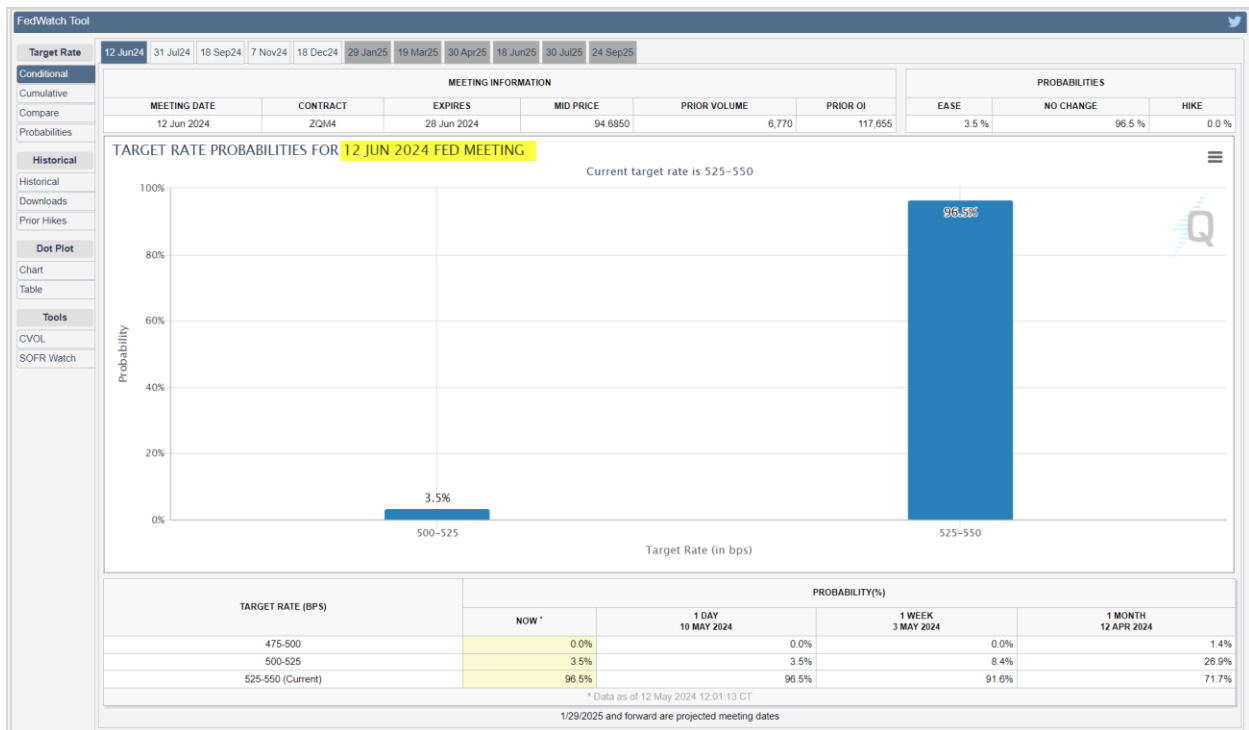 FedWatch Tool
Target Rate
Conditional
Cumulative
Compare
Probabilities
Historical
Historical
Downloads
Prior Hikes
Dot Plot
Chart
Table
Tools
CVOL
SOFR Watch
12 Jun24 31 Jul24 18 Sep24 7 Nov24 18 Dec24 29 Jan25 19 Mar25 30 Apr25 18 Jun25 30 Jul25 24 Sep25
MEETING INFORMATION PROBABILITIES
MEETING DATE CONTRACT EXPIRES MID PRICE PRIOR VOLUME PRIOR OI EASE NO CHANGE HIKE
12 Jun 2024 ZQM4 28 Jun 2024 94.6850 6,770 117,655 3.5 % 96.5 % 0.0 %
TARGET RATE PROBABILITIES FOR 12 JUN 2024 FED MEETING
Current target rate is 525-550
Probability
100%
80%
60%
40%
20%
0%
96.5%
3.5%
Q
500-525 525-550
Target Rate (in bps)
TARGET RATE (BPS) PROBABILITY(%)
NOW * 1 DAY 1 WEEK 1 MONTH
10 MAY 2024 3 MAY 2024 12 APR 2024
475-500 0.0% 0.0% 0.0% 1.4%
500-525 3.5% 3.5% 8.4% 26.9%
525-550 (Current) 96.5% 96.5% 91.6% 71.7%
* Data as of 12 May 2024 12:01:13 CT
1/29/2025 and forward are projected meeting dates